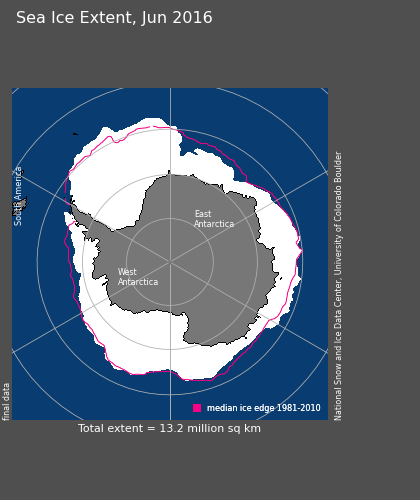 Sea Ice Extent, Jun 2016
South America
East
Antarctica
West
Antarctica
National Snow and Ice Data Center, University of Colorado Boulder
final data
median ice edge 1981-2010
Total extent = 13.2 million sq km